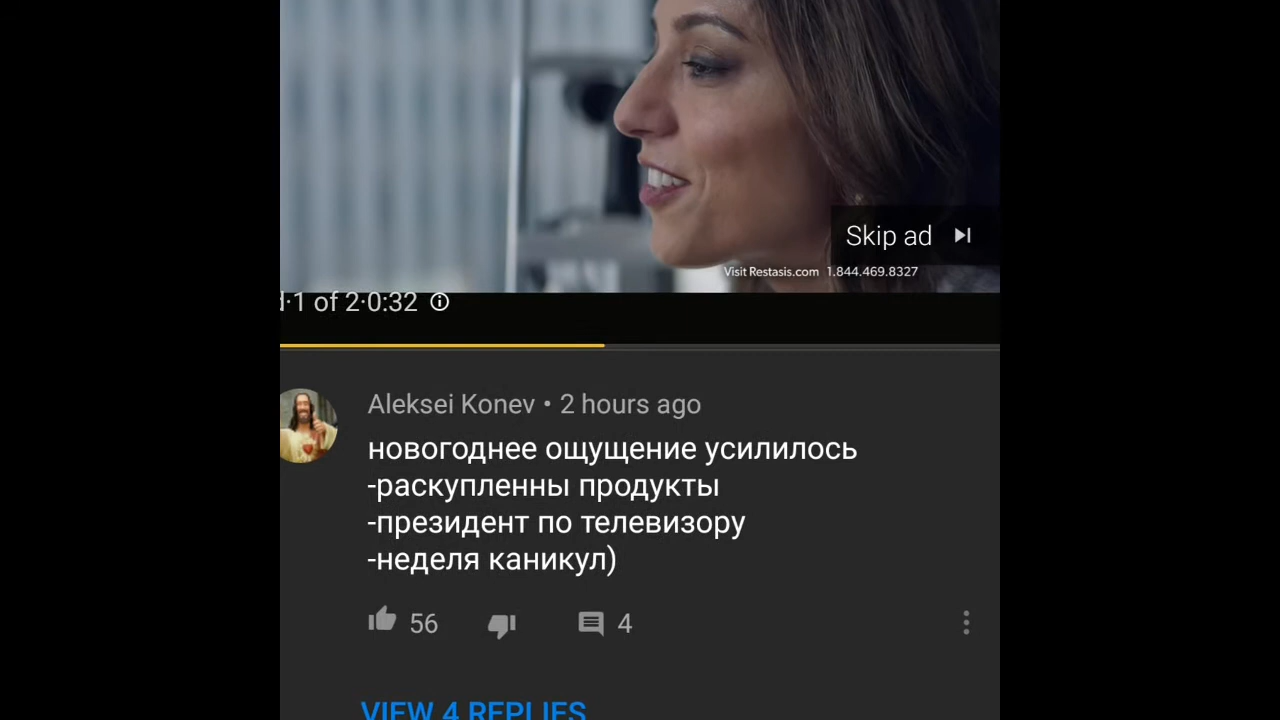 Skip ad
Visit Restasis.com 1.844.469.8327
1 of 2·0:32
Aleksei Konev • 2 hours ago
новогоднее ощущение усилилось
-раскупленны продукты
-президент по телевизору
-неделя каникул)
56 4
VIEW 4 REPLIES